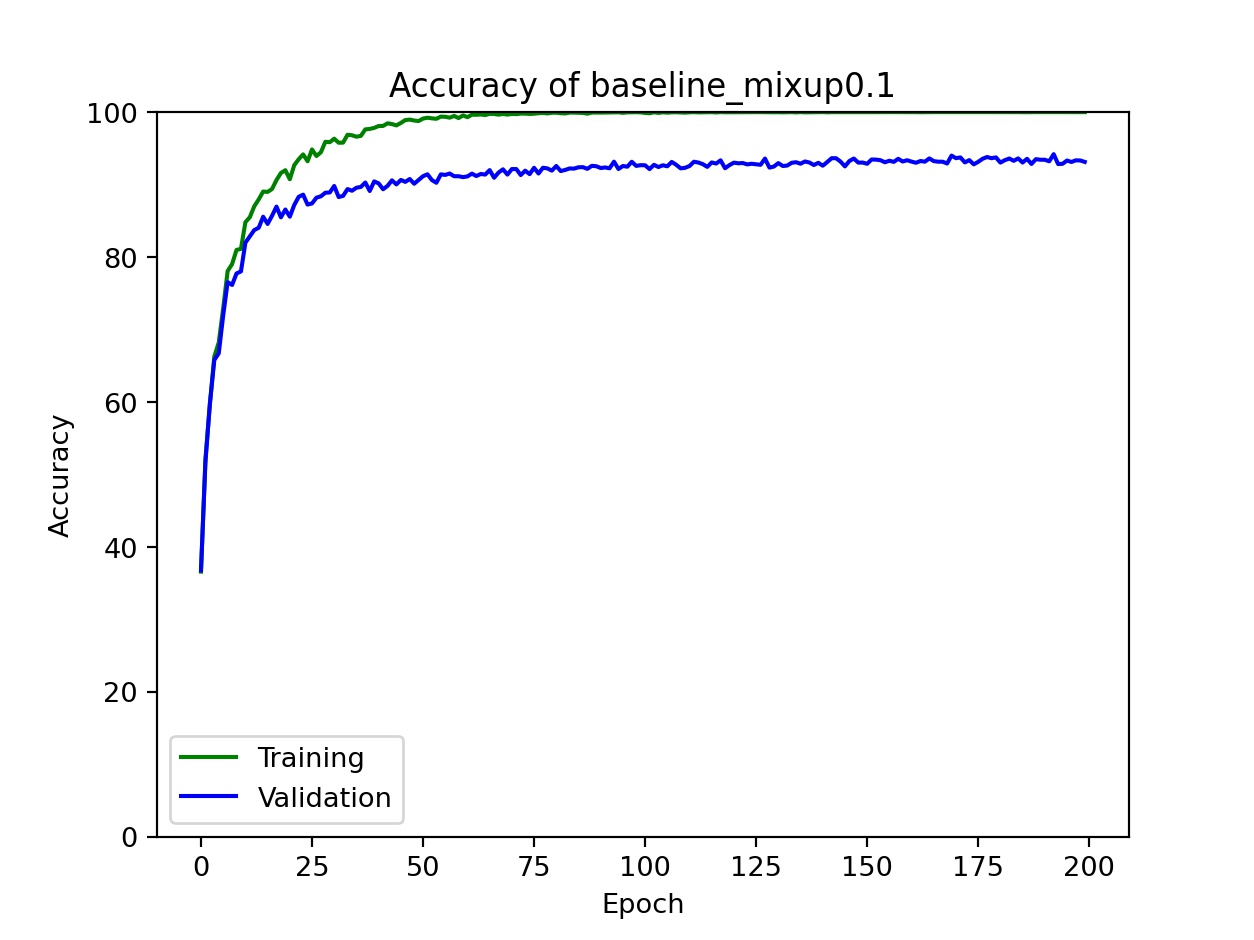 Accuracy of baseline_mixup0.1
100
80
60
40
20
0
Accuracy
Training
Validation
0 25 50 75 100 125 150 175 200
Epoch